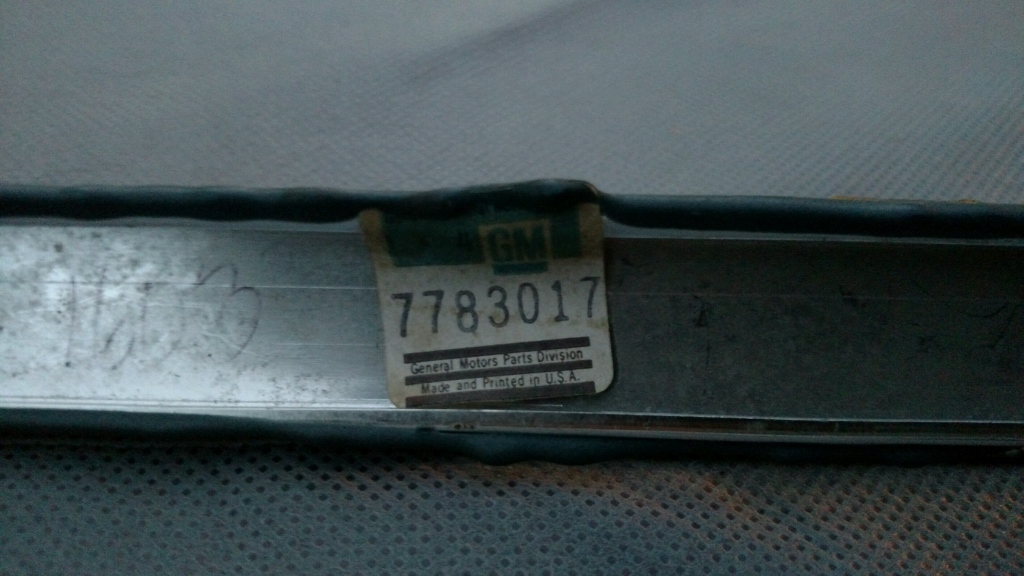 GM
7783017
General Motors Parts Division
Made and Printed in U.S.A.